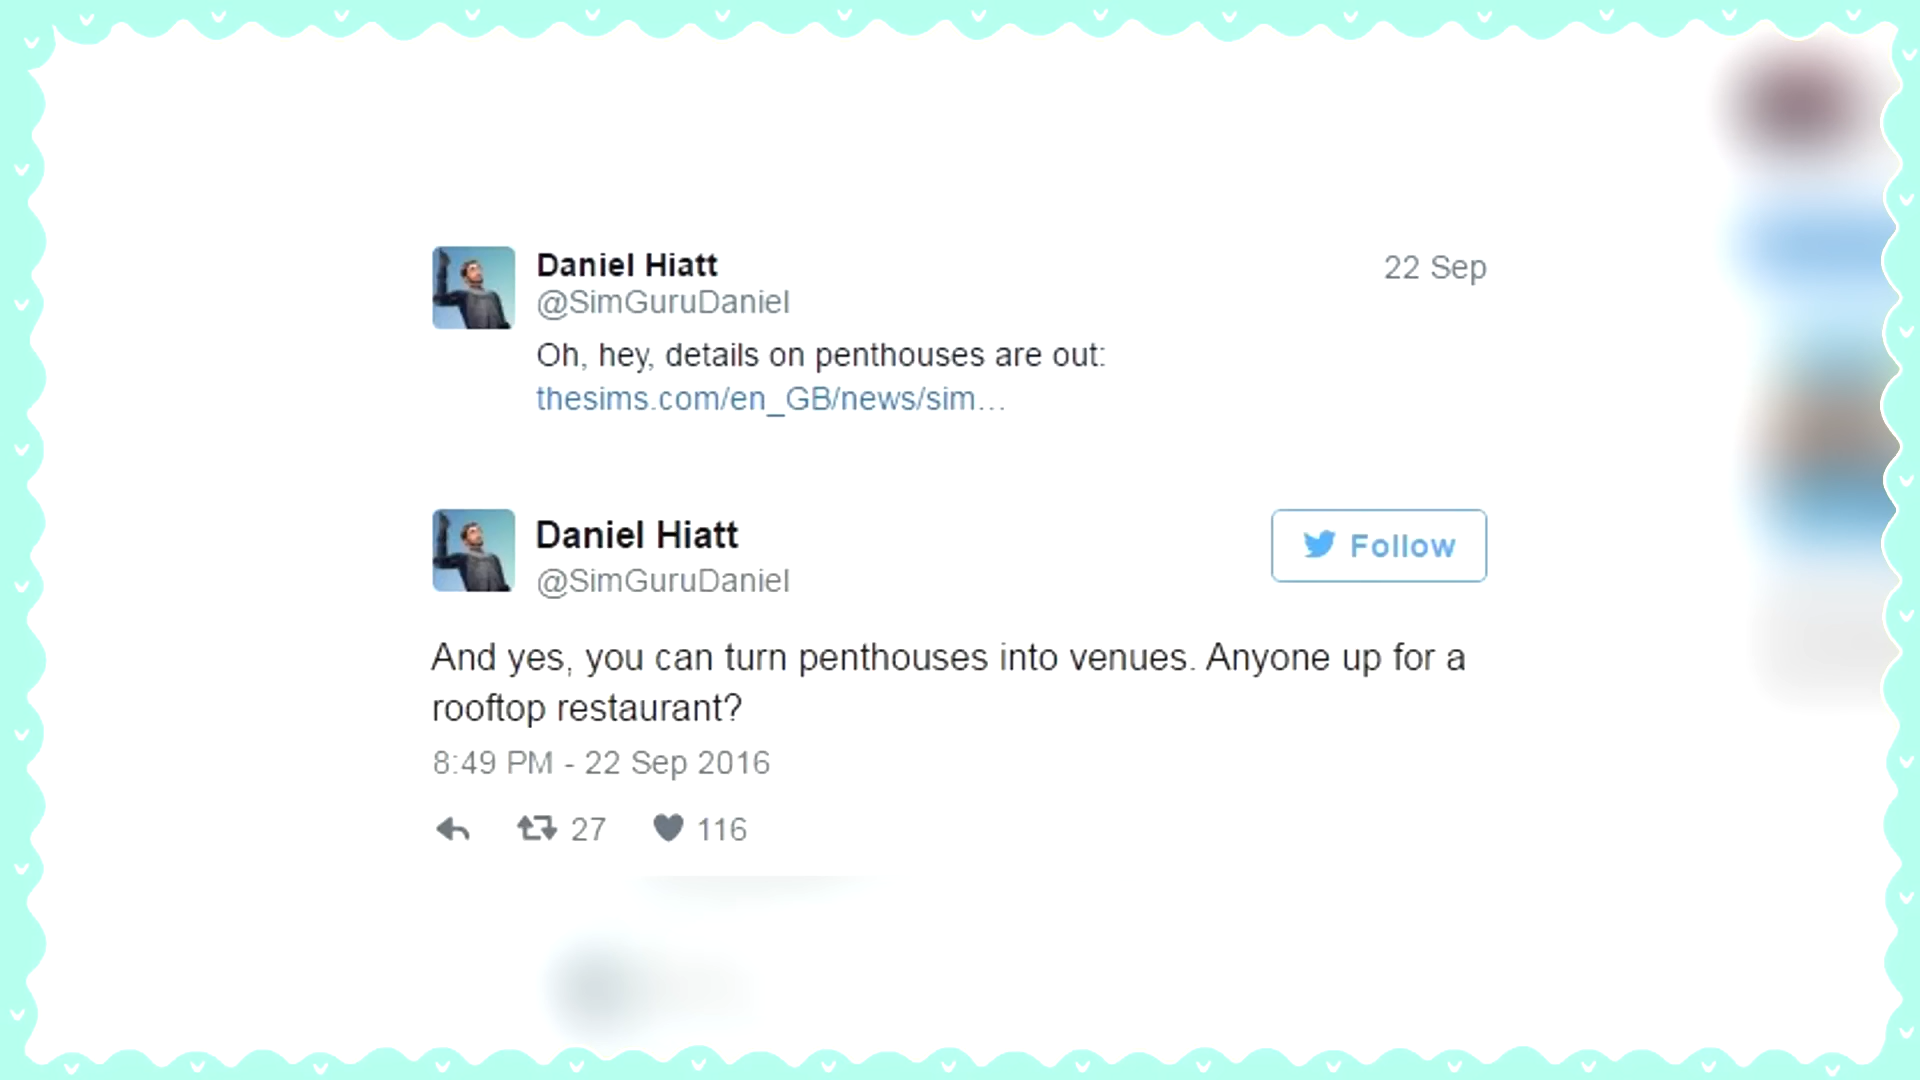 Daniel Hiatt
22 Sep
@SimGuruDaniel
Oh, hey, details on penthouses are out:
thesims.com/en_GB/news/sim...
Daniel Hiatt
Follow
@SimGuruDaniel
And yes, you can turn penthouses into venues. Anyone up for a
rooftop restaurant?
8:49 PM - 22 Sep 2016
27 116